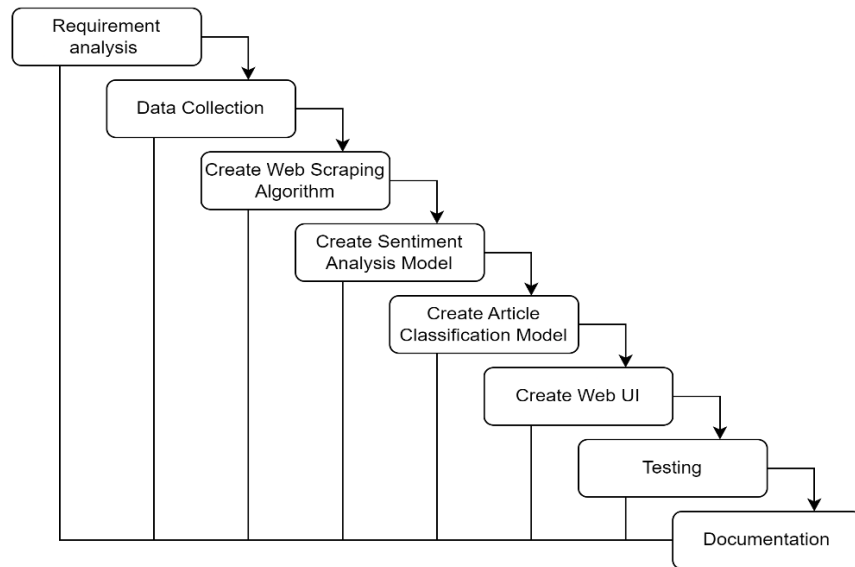 Requirement
analysis
Data Collection
Create Web Scraping
Algorithm
Create Sentiment
Analysis Model
Create Article
Classification Model
Create Web UI
Testing
Documentation